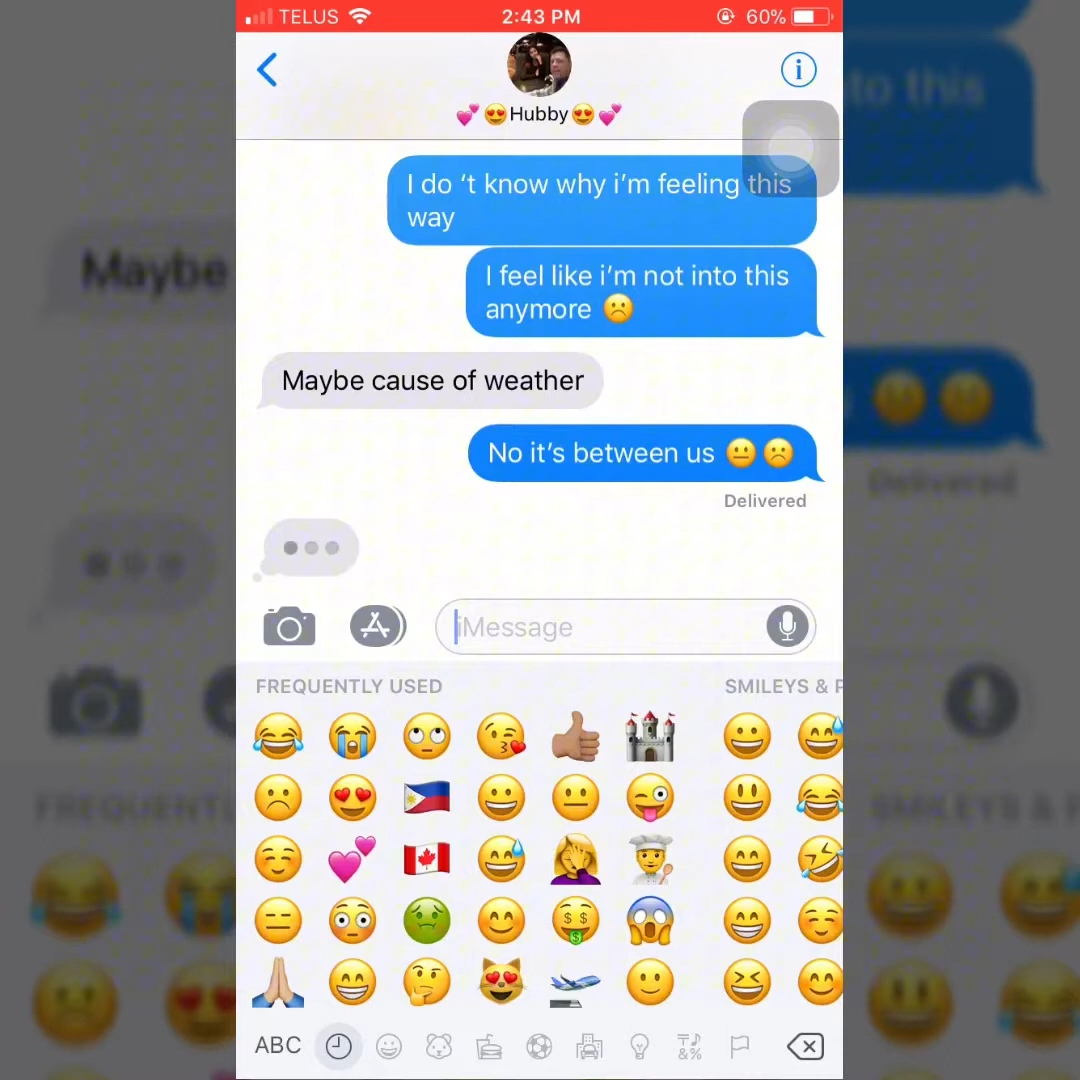 TELUS 2:43 PM 60%
💕😍Hubby😍💕
I do ‘t know why i’m feeling this
way
I feel like i’m not into this
anymore ☹️
Maybe cause of weather
No it’s between us 😐☹️
Delivered
iMessage
FREQUENTLY USED SMILEYS & P
ABC